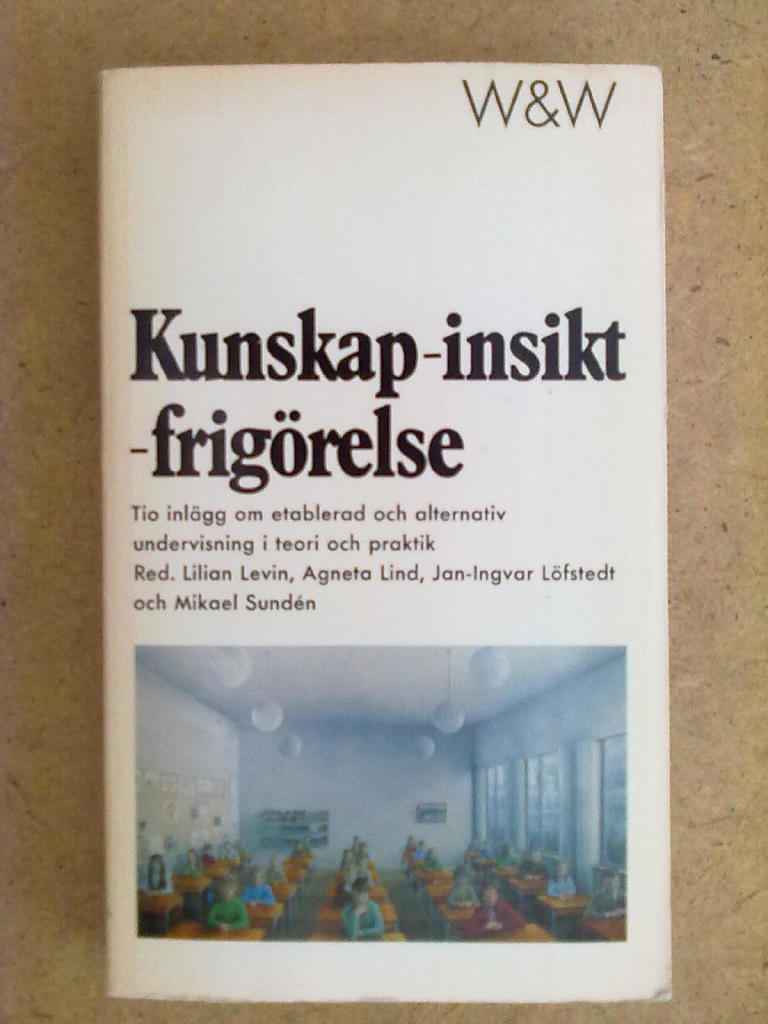 W&W
Kunskap-insikt
-frigörelse
Tio inlägg om etablerad och alternativ
undervisning i teori och praktik
Red. Lilian Levin, Agneta Lind, Jan-Ingvar Löfstedt
och Mikael Sundén